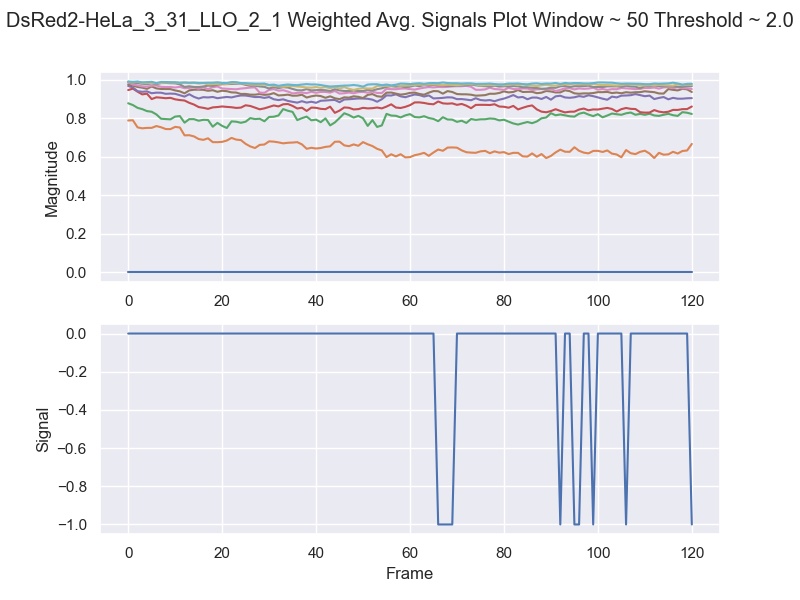 DsRed2-HeLa_3_31_LLO_2_1 Weighted Avg. Signals Plot Window ~ 50 Threshold ~ 2.0
1.0
0.8
0.6
0.4
0.2
0.0
Magnitude
0 20 40 60 80 100 120
0.0
−0.2
−0.4
−0.6
−0.8
−1.0
Signal
0 20 40 60 80 100 120
Frame